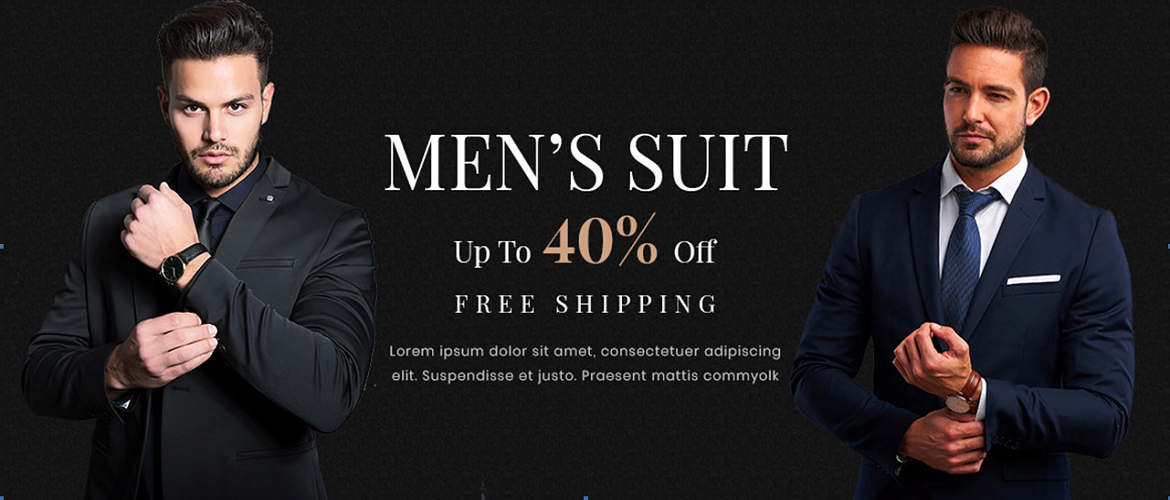 MEN'S SUIT
Up To 40% Off
FREE SHIPPING
Lorem ipsum dolor sit amet, consectetuer adipiscing
elit. Suspendisse et justo. Praesent mattis commyolk